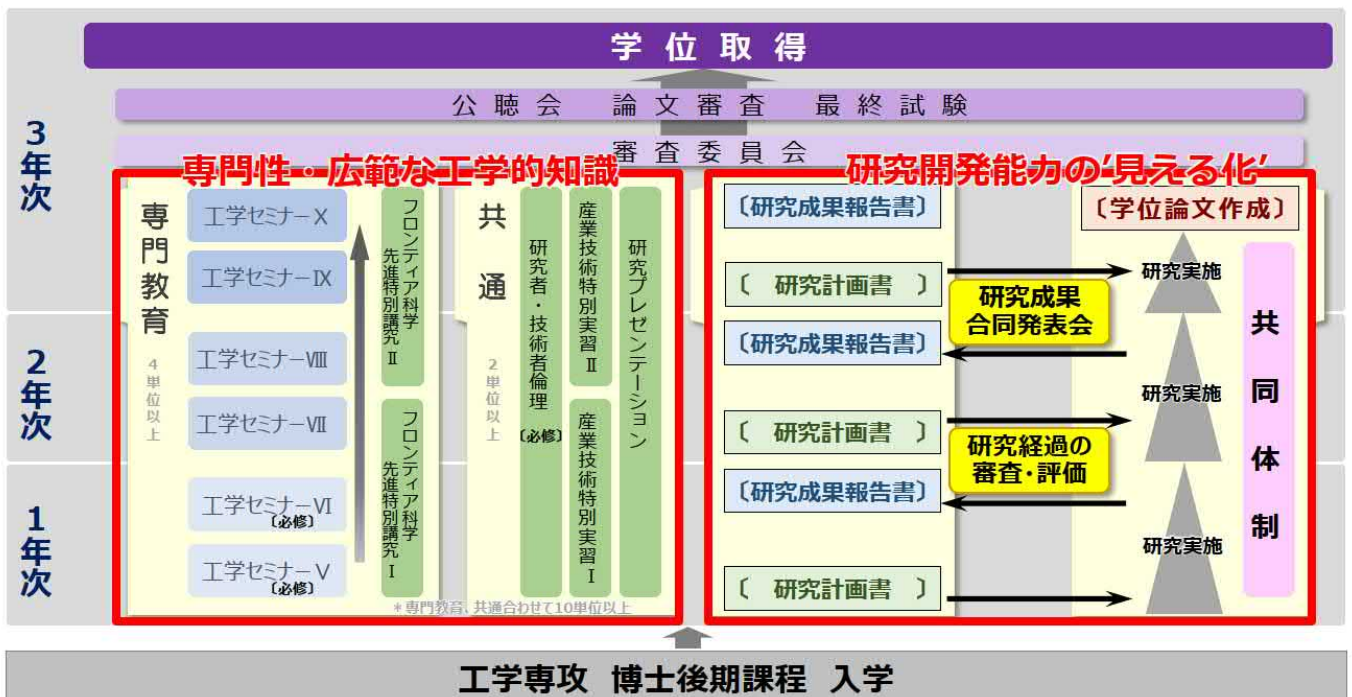 学位取得
公聴会 論文審査 最終試験
審査委員会
3年次
2年次
1年次
専門性・広範な工学的知識
専門教育
4単位以上
工学セミナーⅩ
工学セミナーⅨ
工学セミナーⅧ
工学セミナーⅦ
工学セミナーⅥ
〔必修〕
工学セミナーⅤ
〔必修〕
フロンティア科学
先進特別講究Ⅱ
フロンティア科学
先進特別講究Ⅰ
共通
2単位以上
研究者・技術者倫理〔必修〕
産業技術特別実習Ⅱ
産業技術特別実習Ⅰ
研究プレゼンテーション
*専門教育、共通合わせて10単位以上
研究開発能力の'見える化'
〔研究成果報告書〕
〔 研究計画書 〕
〔研究成果報告書〕
〔 研究計画書 〕
〔研究成果報告書〕
〔 研究計画書 〕
研究成果
合同発表会
研究経過の
審査・評価
〔学位論文作成〕
研究実施
研究実施
研究実施
共同体制
工学専攻 博士後期課程 入学